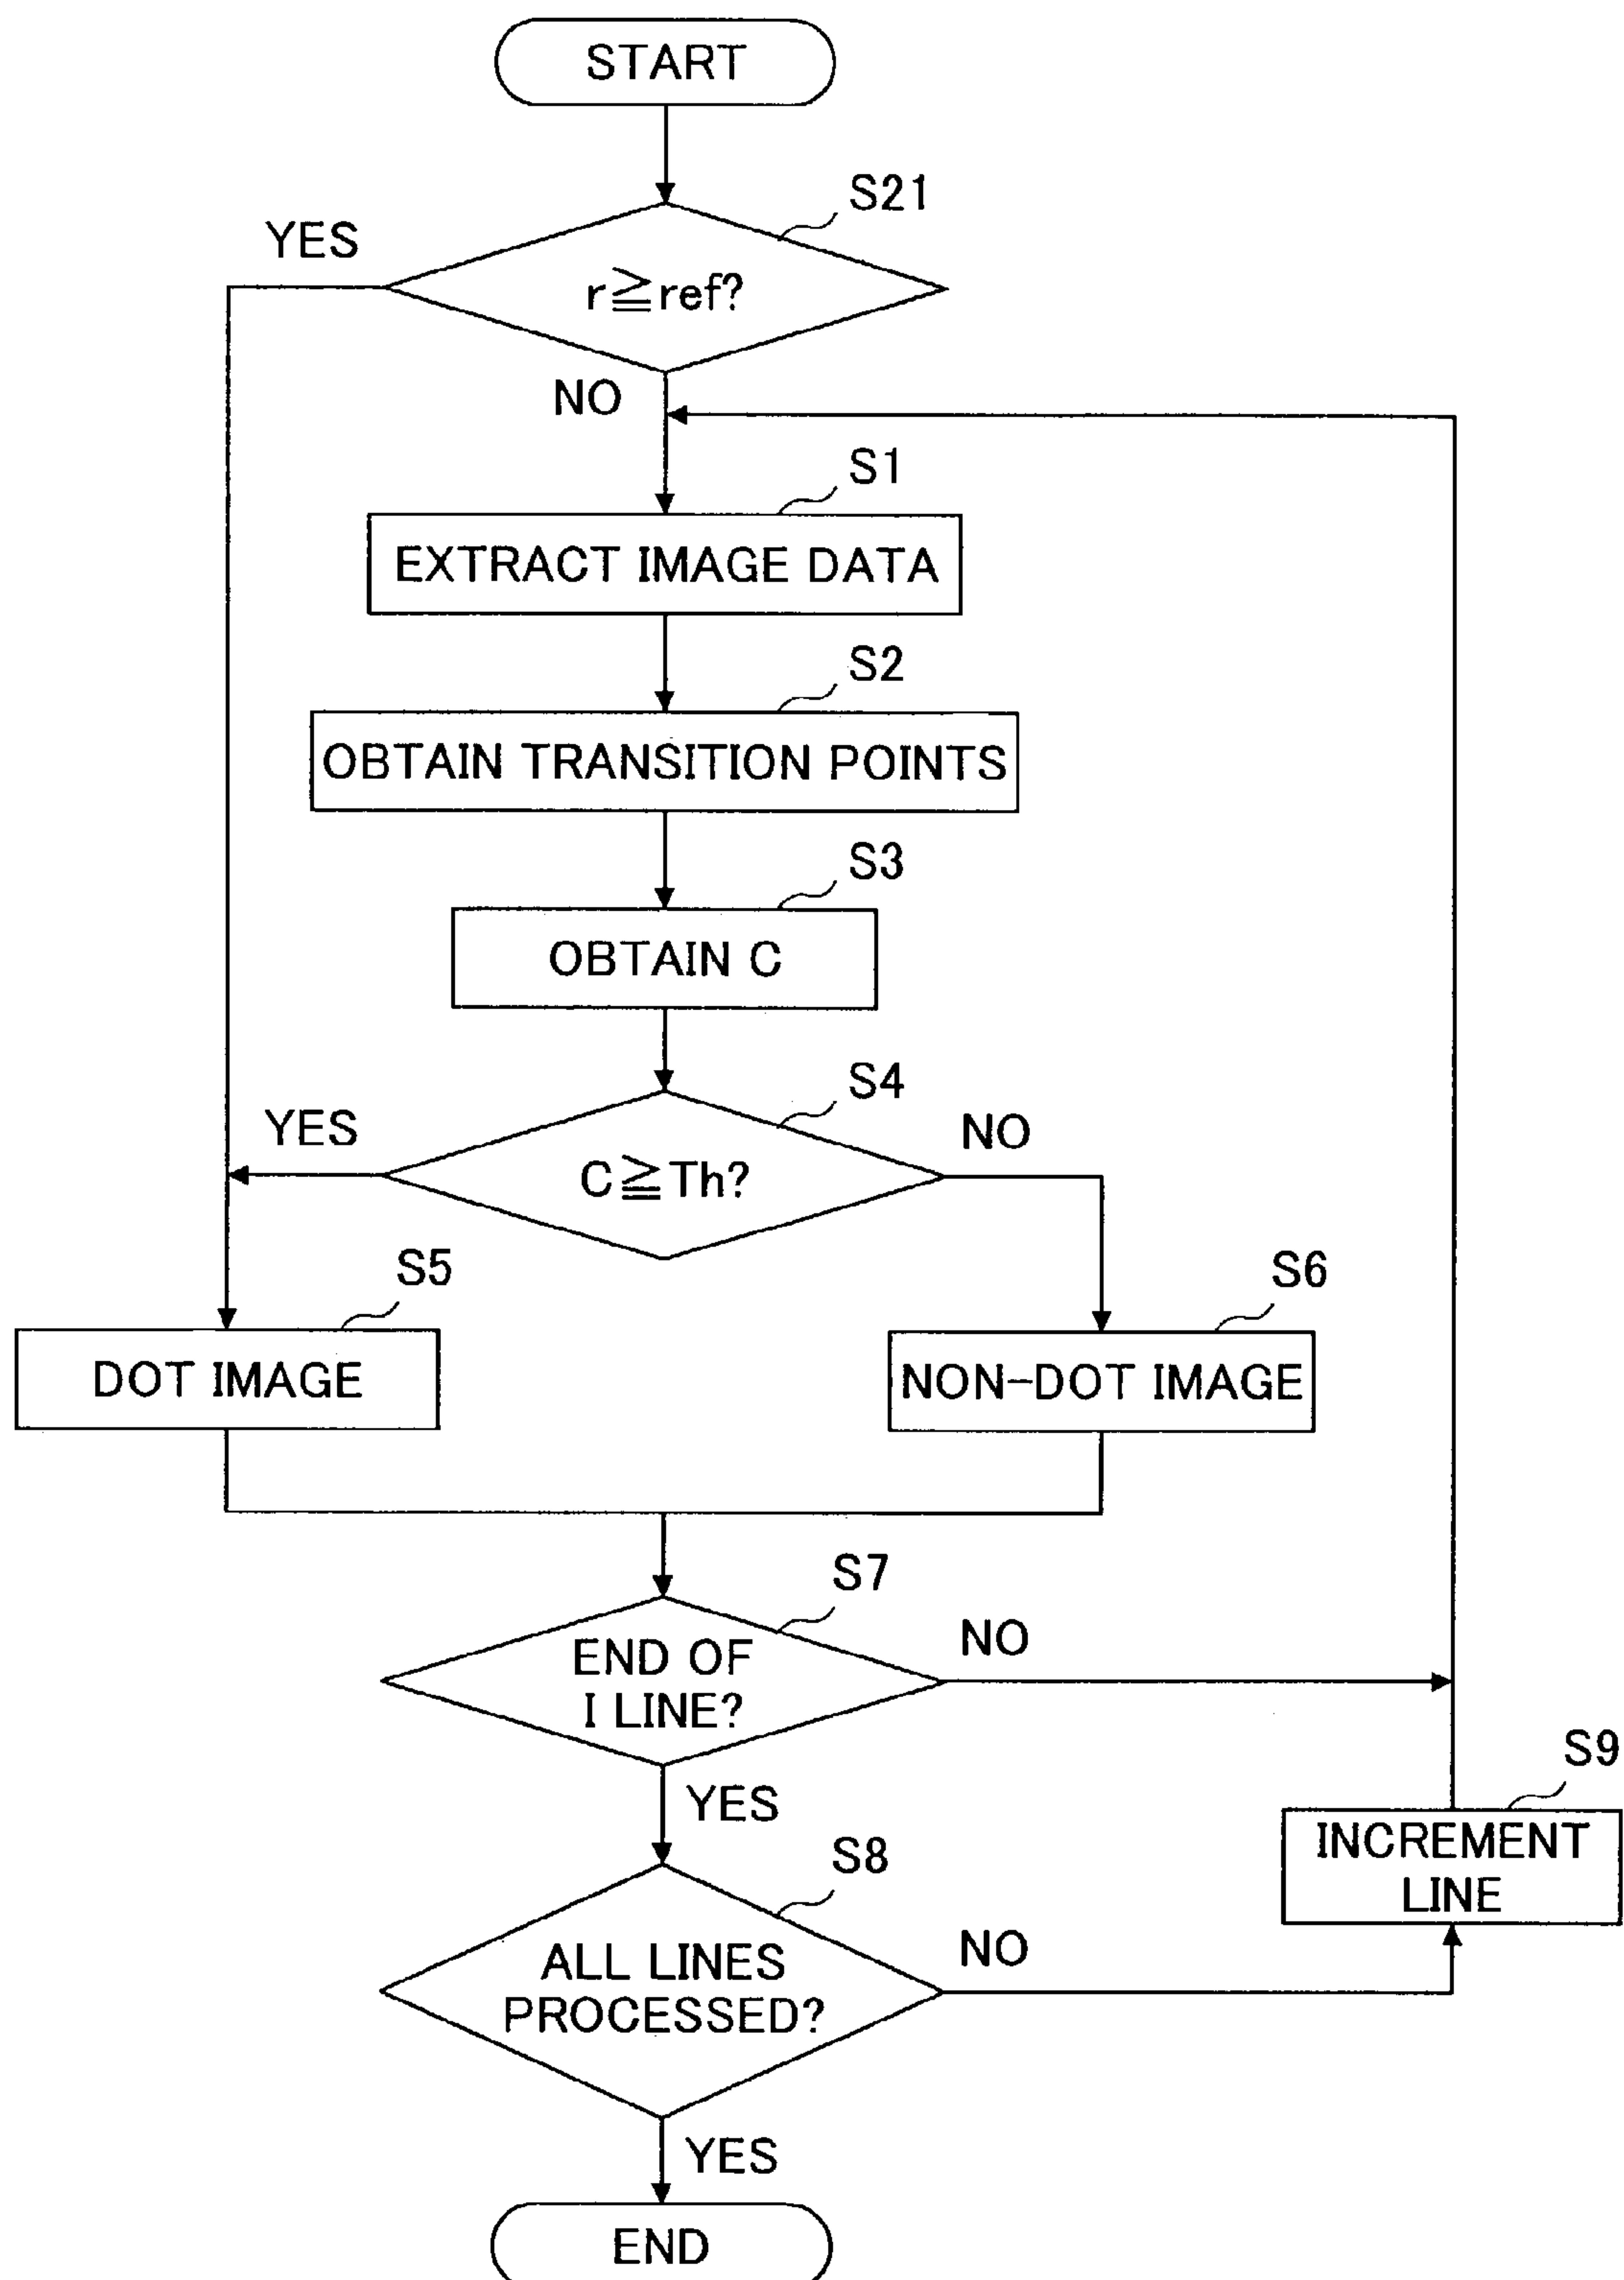 START
S21
YES
r≧ref?
NO
S1
EXTRACT IMAGE DATA
S2
OBTAIN TRANSITION POINTS
S3
OBTAIN C
S4
YES
NO
C≧Th?
S5
S6
DOT IMAGE
NON-DOT IMAGE
S7
NO
END OF
I LINE?
S9
YES
INCREMENT
LINE
S8
NO
ALL LINES
PROCESSED?
YES
END